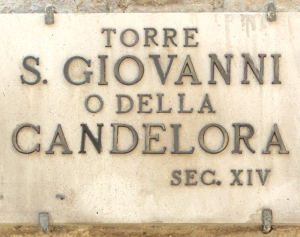 TORRE
S. GIOVANNI
O DELLA
CANDELORA
SEC. XIV